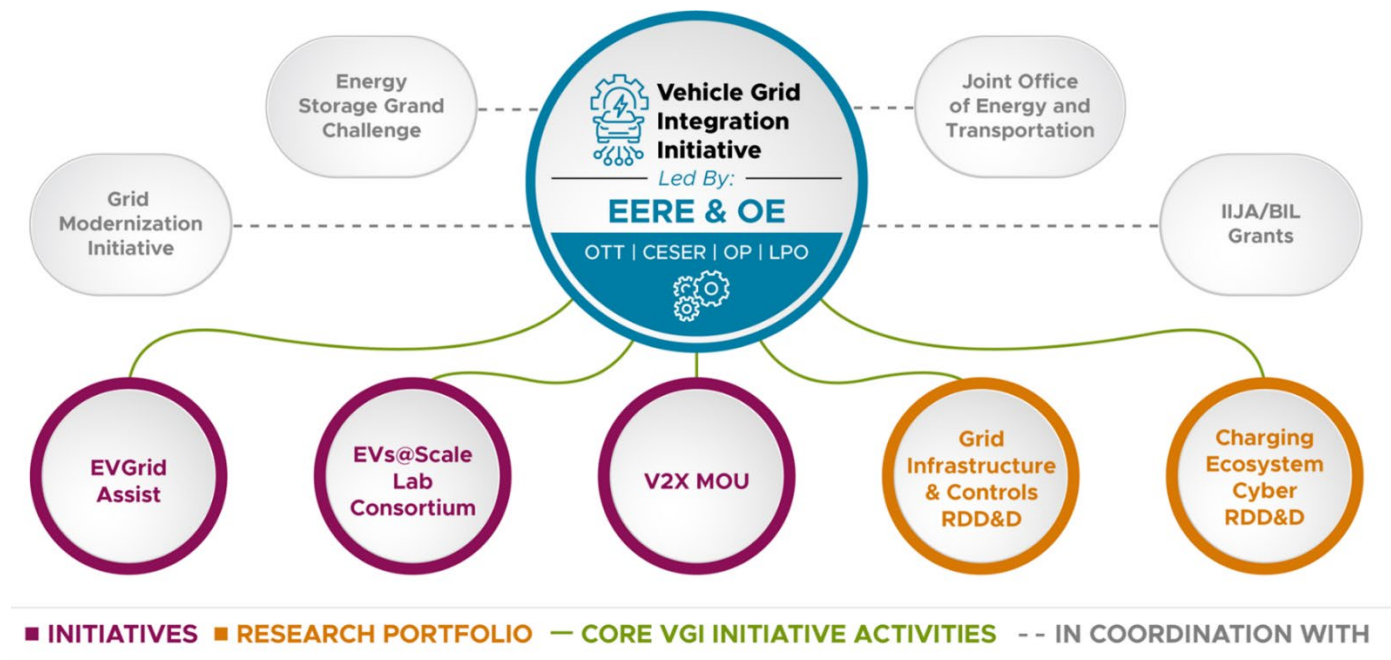 Energy
Storage Grand
Challenge
Vehicle Grid
Integration
Initiative
Led By:
EERE & OE
OTT | CESER | OP | LPO
Joint Office
of Energy and
Transportation
Grid
Modernization
Initiative
IIJA/BIL
Grants
EVGrid
Assist
EVs@Scale
Lab
Consortium
V2X MOU
Grid
Infrastructure
& Controls
RDD&D
Charging
Ecosystem
Cyber
RDD&D
INITIATIVES
RESEARCH PORTFOLIO
CORE VGI INITIATIVE ACTIVITIES
IN COORDINATION WITH